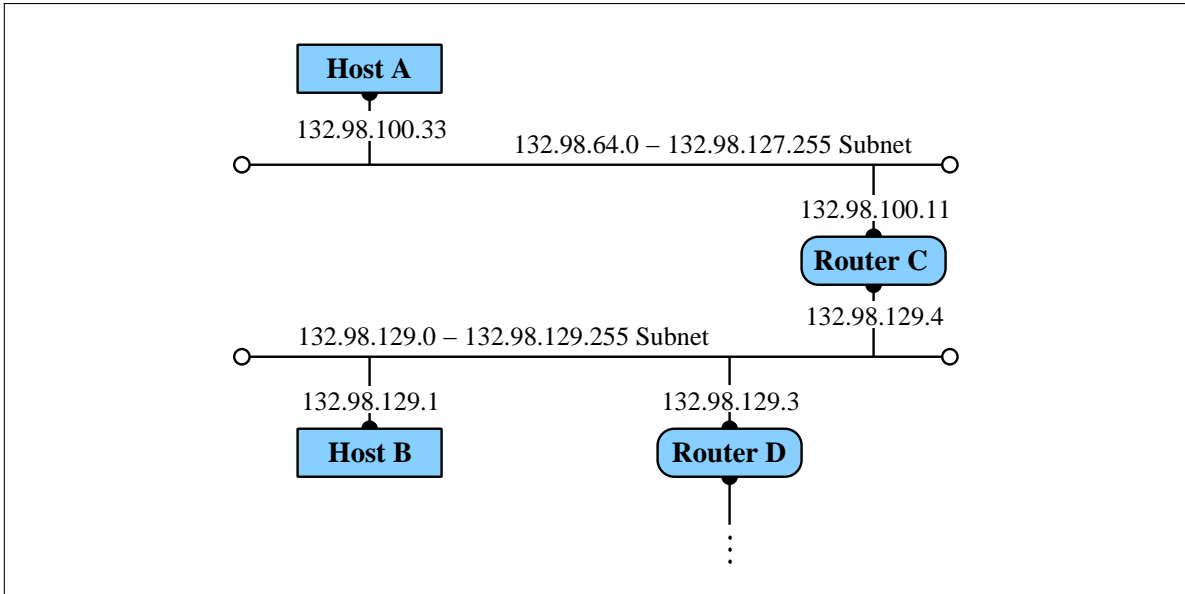 Host A
132.98.100.33
132.98.64.0 – 132.98.127.255 Subnet
132.98.100.11
Router C
132.98.129.4
132.98.129.0 – 132.98.129.255 Subnet
132.98.129.1
132.98.129.3
Host B
Router D